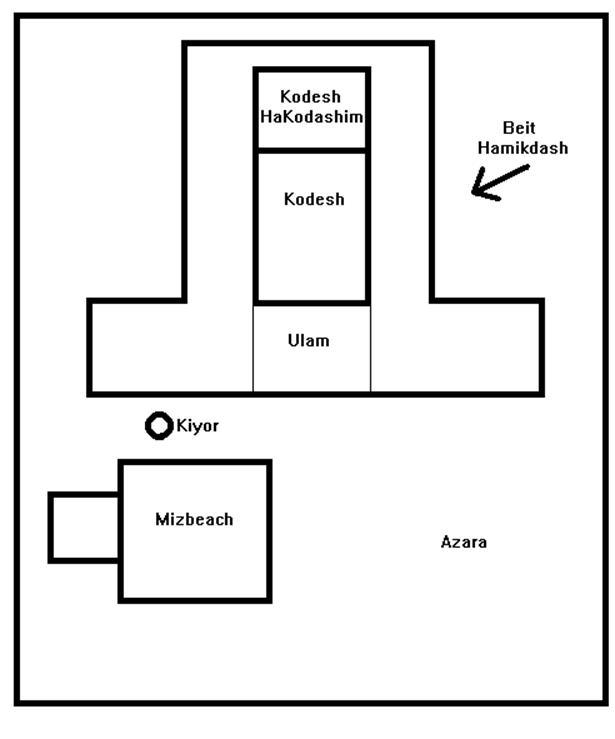 Kodesh
HaKodashim
Beit
Hamikdash
Kodesh
Ulam
Kiyor
Mizbeach
Azara